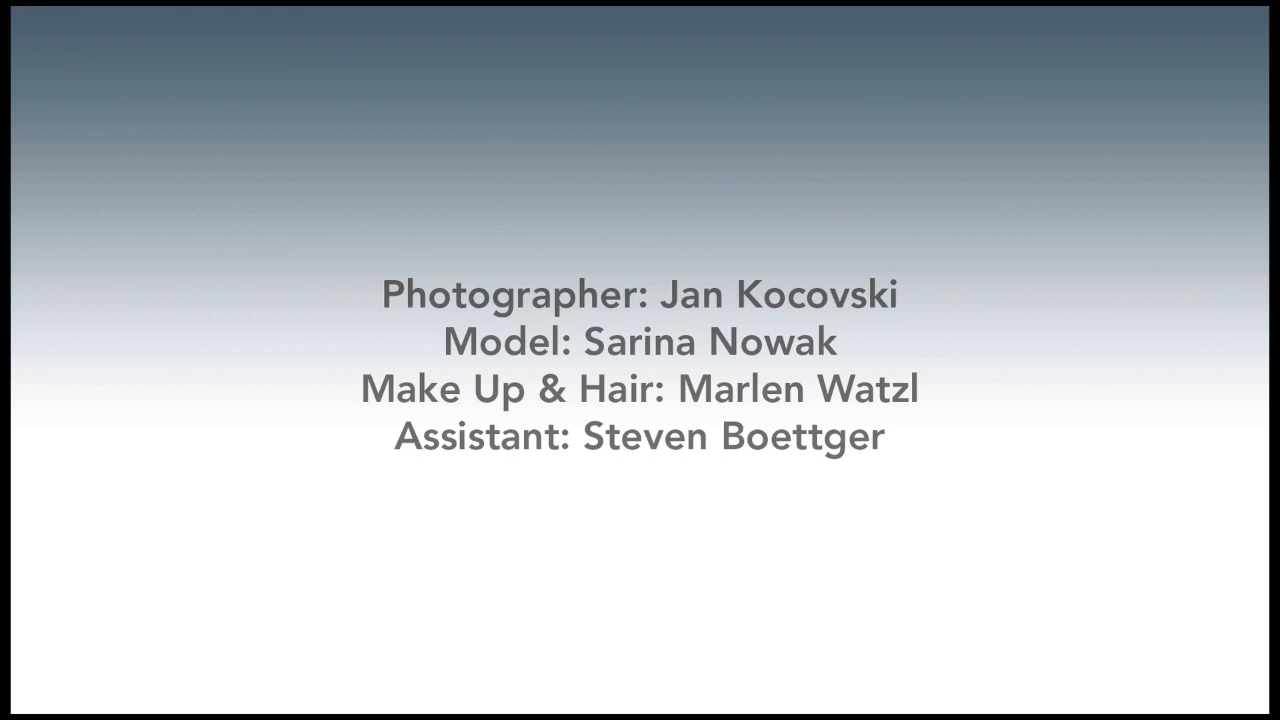 Photographer: Jan Kocovski
Model: Sarina Nowak
Make Up & Hair: Marlen Watzl
Assistant: Steven Boettger